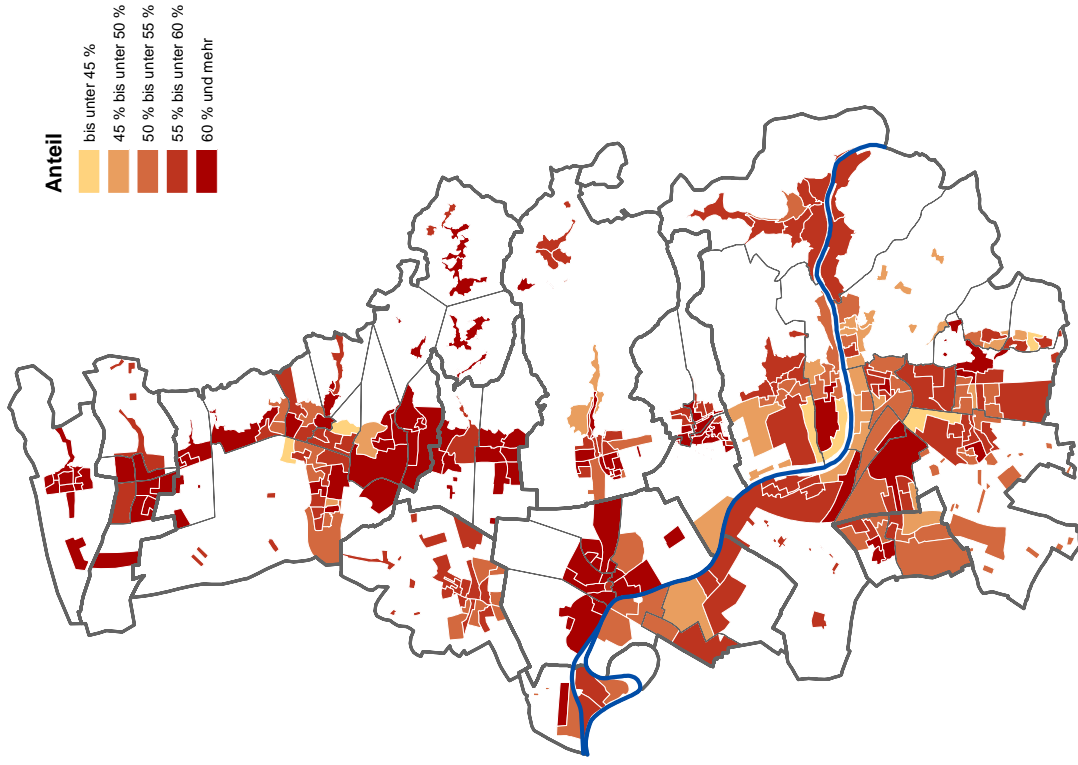 Anteil
bis unter 45 %
45 % bis unter 50 %
50 % bis unter 55 %
55 % bis unter 60 %
60 % und mehr